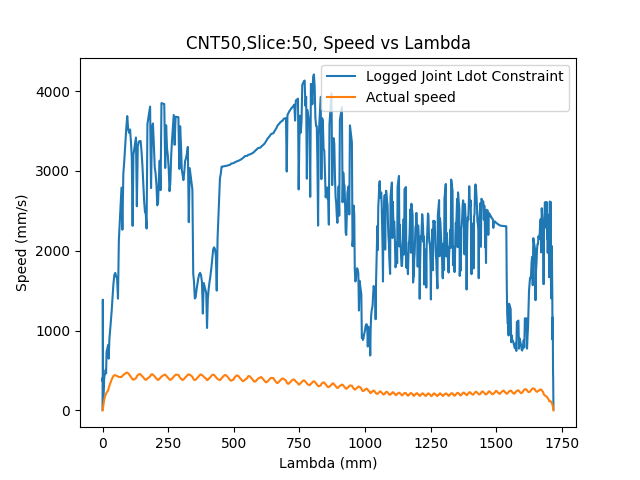 CNT50,Slice:50, Speed vs Lambda
Logged Joint Ldot Constraint
Actual speed
4000
3000
2000
1000
0
Speed (mm/s)
0 250 500 750 1000 1250 1500 1750
Lambda (mm)